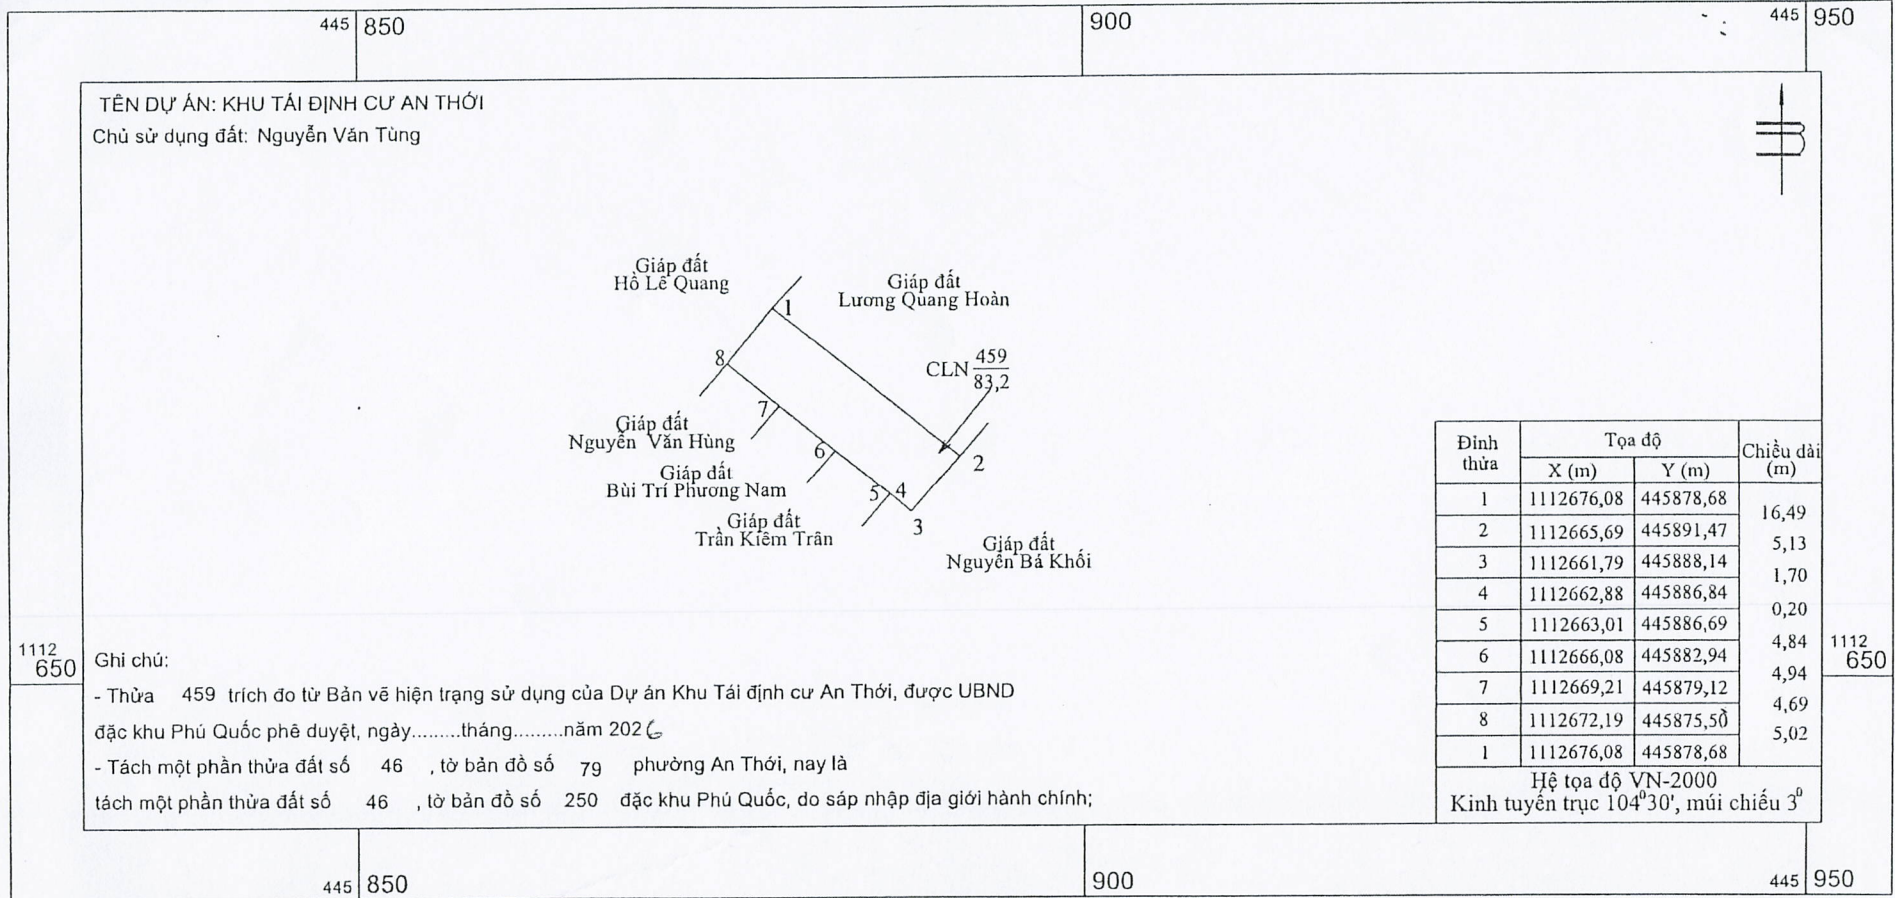 445 850
900
445 950
TÊN DỰ ÁN: KHU TÁI ĐỊNH CƯ AN THỚI
Chủ sử dụng đất: Nguyễn Văn Tùng
B
Giáp đất
Hồ Lê Quang
Giáp đất
Lương Quang Hoàn
1
8
CLN 459
83,2
7
Giáp đất
Nguyễn Văn Hùng
6
2
Giáp đất
Bùi Trí Phương Nam
5 4
3
Giáp đất
Trần Kiêm Trân
Giáp đất
Nguyễn Bá Khối
Đỉnh thửa Tọa độ Chiều dài (m)
X (m) Y (m)
1 1112676,08 445878,68
16,49
2 1112665,69 445891,47
5,13
3 1112661,79 445888,14
1,70
4 1112662,88 445886,84
0,20
5 1112663,01 445886,69
4,84
6 1112666,08 445882,94
4,94
7 1112669,21 445879,12
4,69
8 1112672,19 445875,50
5,02
1 1112676,08 445878,68
Hệ tọa độ VN-2000
Kinh tuyến trục 104⁰30', múi chiếu 3⁰
1112
650
1112
650
Ghi chú:
- Thửa 459 trích đo từ Bản vẽ hiện trạng sử dụng của Dự án Khu Tái định cư An Thới, được UBND
đặc khu Phú Quốc phê duyệt, ngày.........tháng.........năm 2026
- Tách một phần thửa đất số 46 , tờ bản đồ số 79 phường An Thới, nay là
tách một phần thửa đất số 46 , tờ bản đồ số 250 đặc khu Phú Quốc, do sáp nhập địa giới hành chính;
445 850
900
445 950